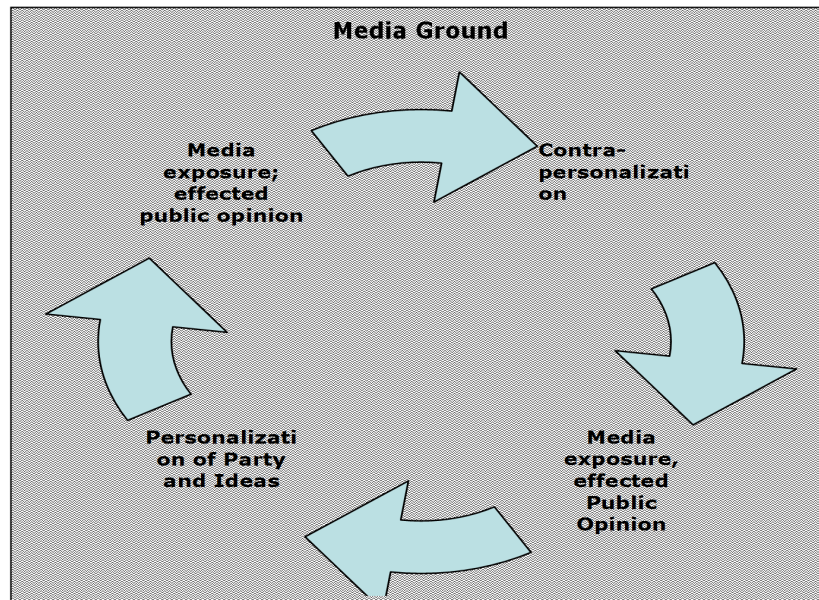 Media Ground
Media
exposure;
effected
public opinion
Contra-
personalizati
on
Media
exposure,
effected
Public
Opinion
Personalizati
on of Party
and Ideas